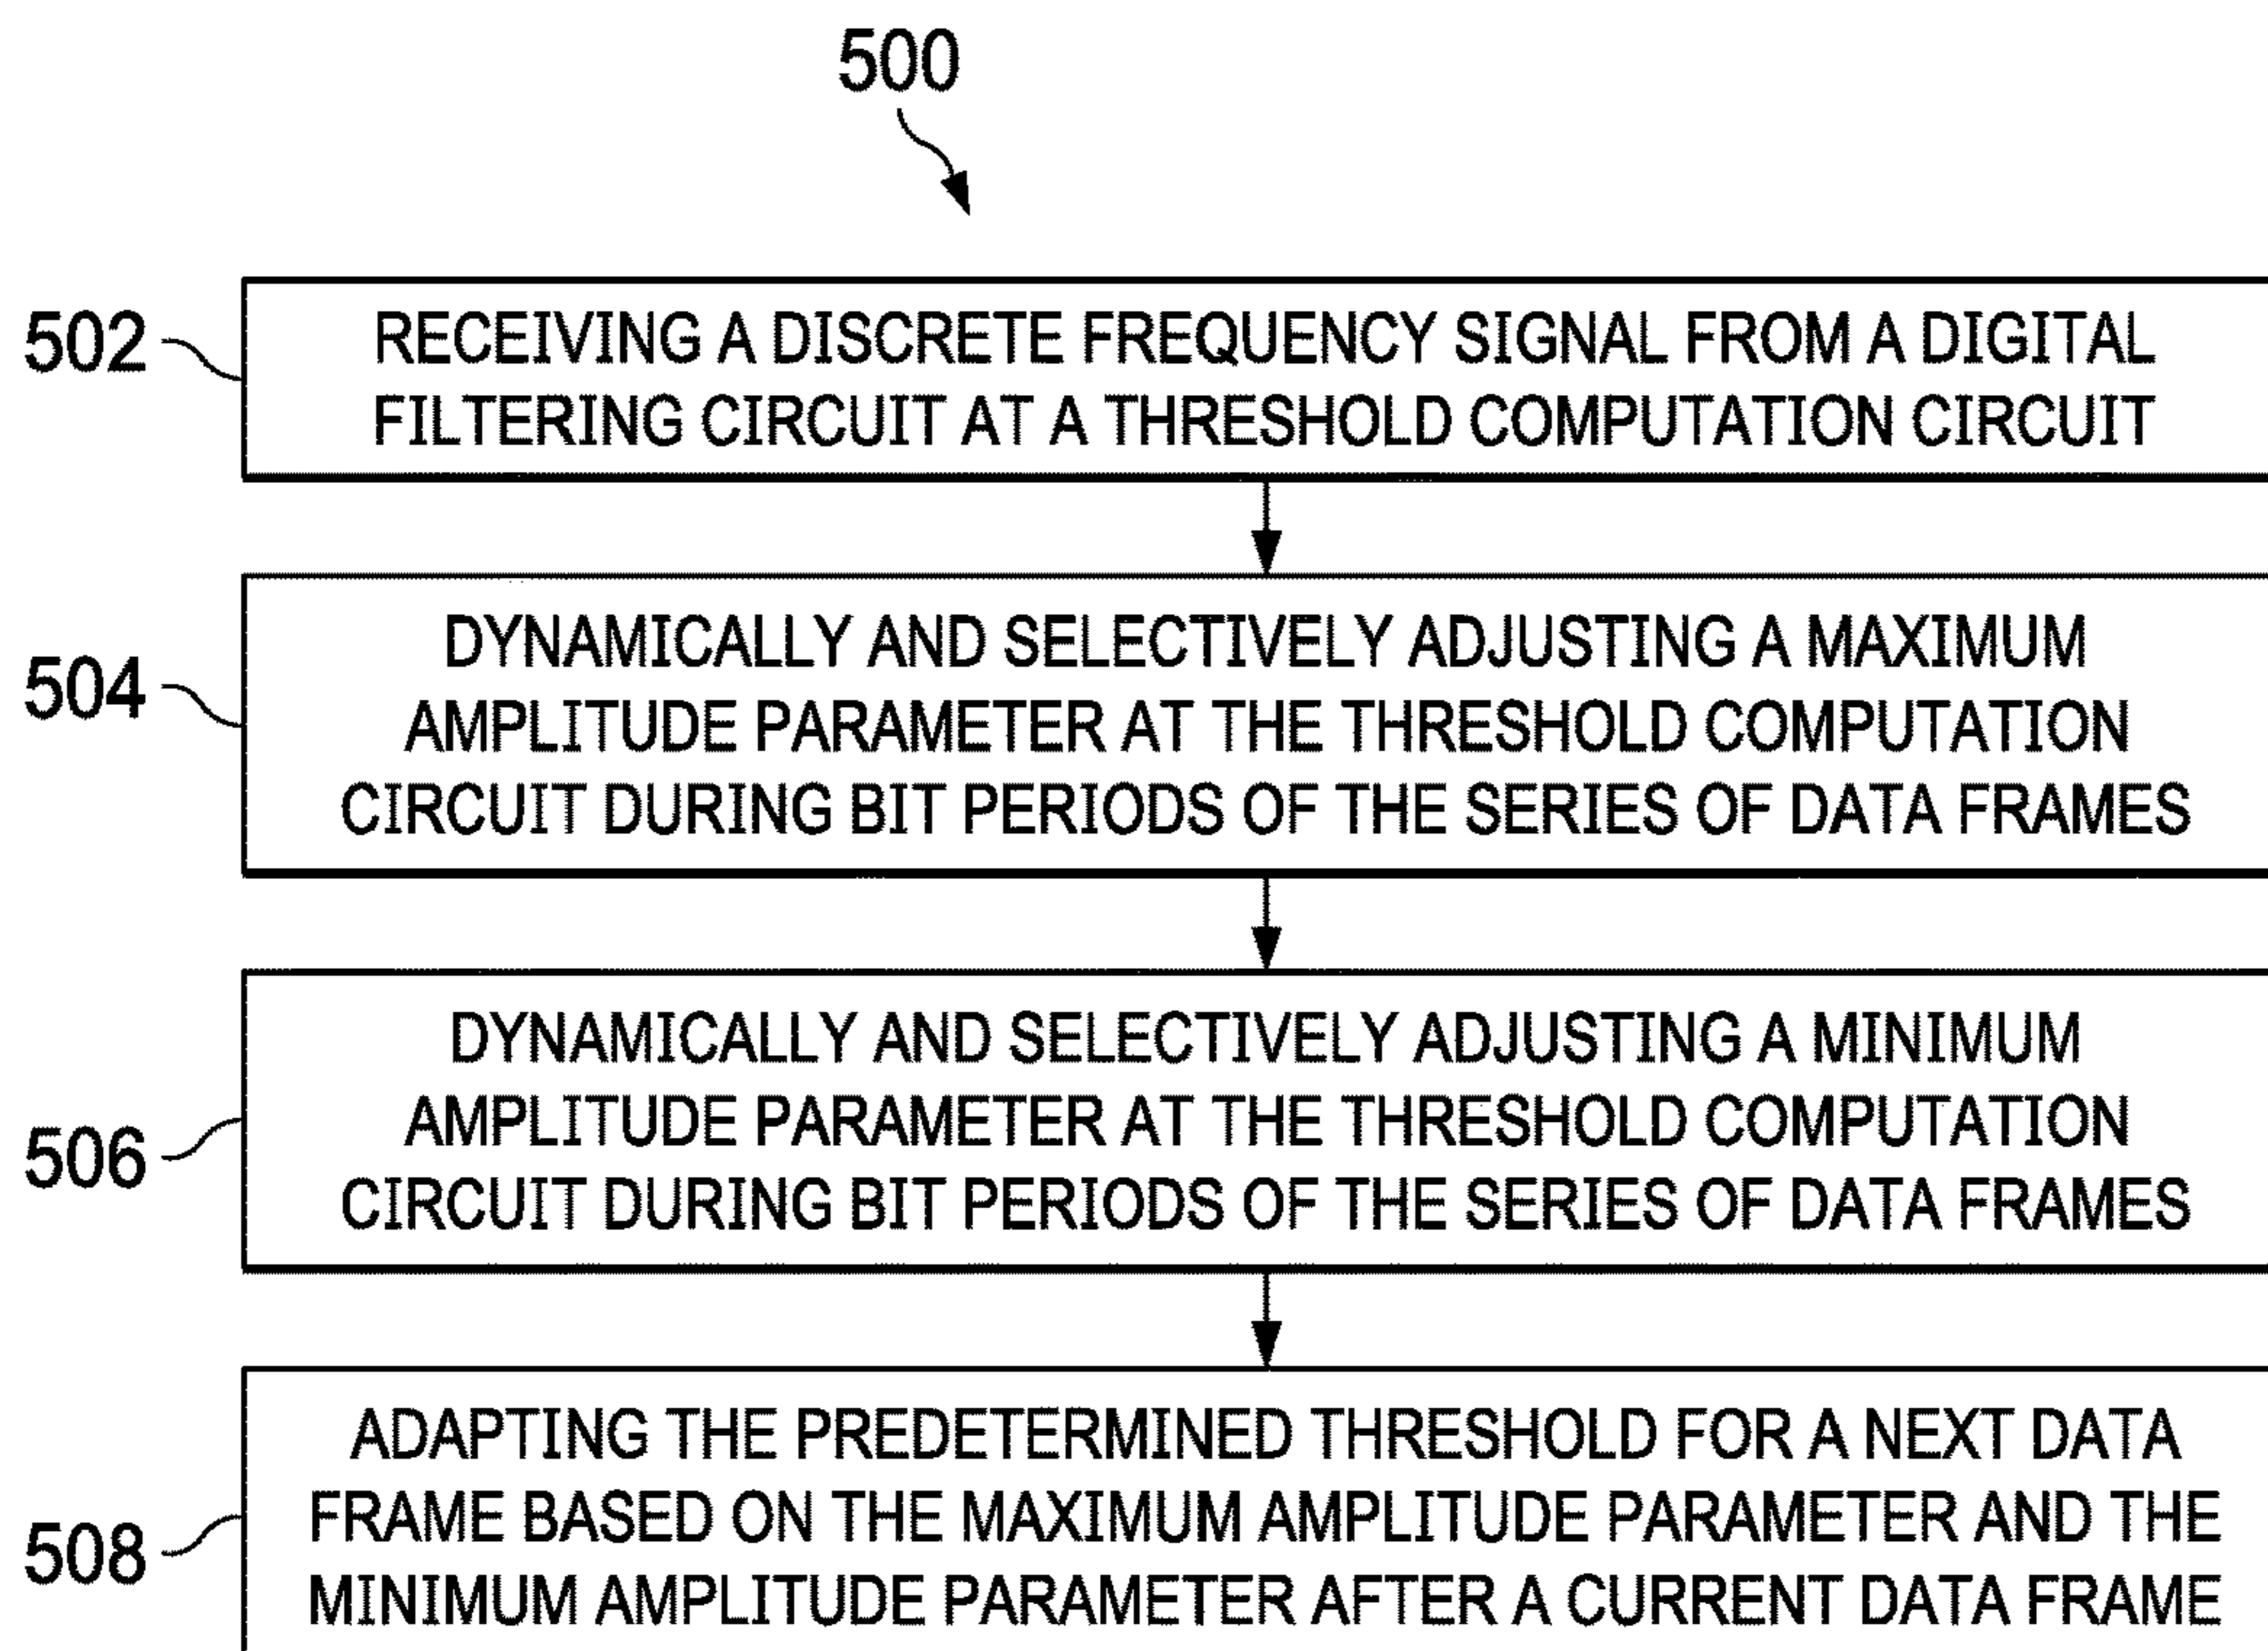 500
502
RECEIVING A DISCRETE FREQUENCY SIGNAL FROM A DIGITAL
FILTERING CIRCUIT AT A THRESHOLD COMPUTATION CIRCUIT
504
DYNAMICALLY AND SELECTIVELY ADJUSTING A MAXIMUM
AMPLITUDE PARAMETER AT THE THRESHOLD COMPUTATION
CIRCUIT DURING BIT PERIODS OF THE SERIES OF DATA FRAMES
506
DYNAMICALLY AND SELECTIVELY ADJUSTING A MINIMUM
AMPLITUDE PARAMETER AT THE THRESHOLD COMPUTATION
CIRCUIT DURING BIT PERIODS OF THE SERIES OF DATA FRAMES
508
ADAPTING THE PREDETERMINED THRESHOLD FOR A NEXT DATA
FRAME BASED ON THE MAXIMUM AMPLITUDE PARAMETER AND THE
MINIMUM AMPLITUDE PARAMETER AFTER A CURRENT DATA FRAME